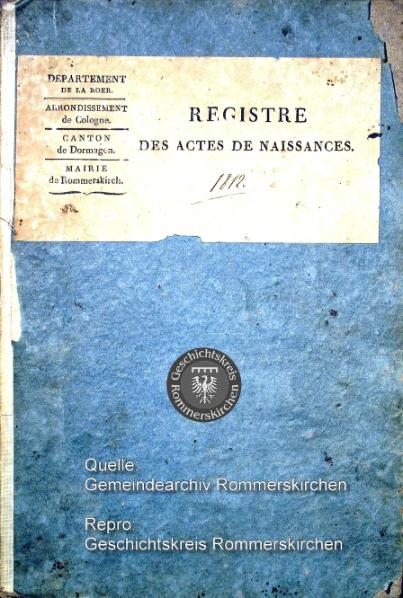 DEPARTEMENT
DE LA ROER.
ARRONDISSEMENT
de Cologne.
CANTON
de Dormagen.
MAIRIE
de Rommerskirch.
REGISTRE
DES ACTES DE NAISSANCES.
1812.
Geschichtskreis
Rommerskirchen
Quelle:
Gemeindearchiv Rommerskirchen
Repro:
Geschichtskreis Rommerskirchen